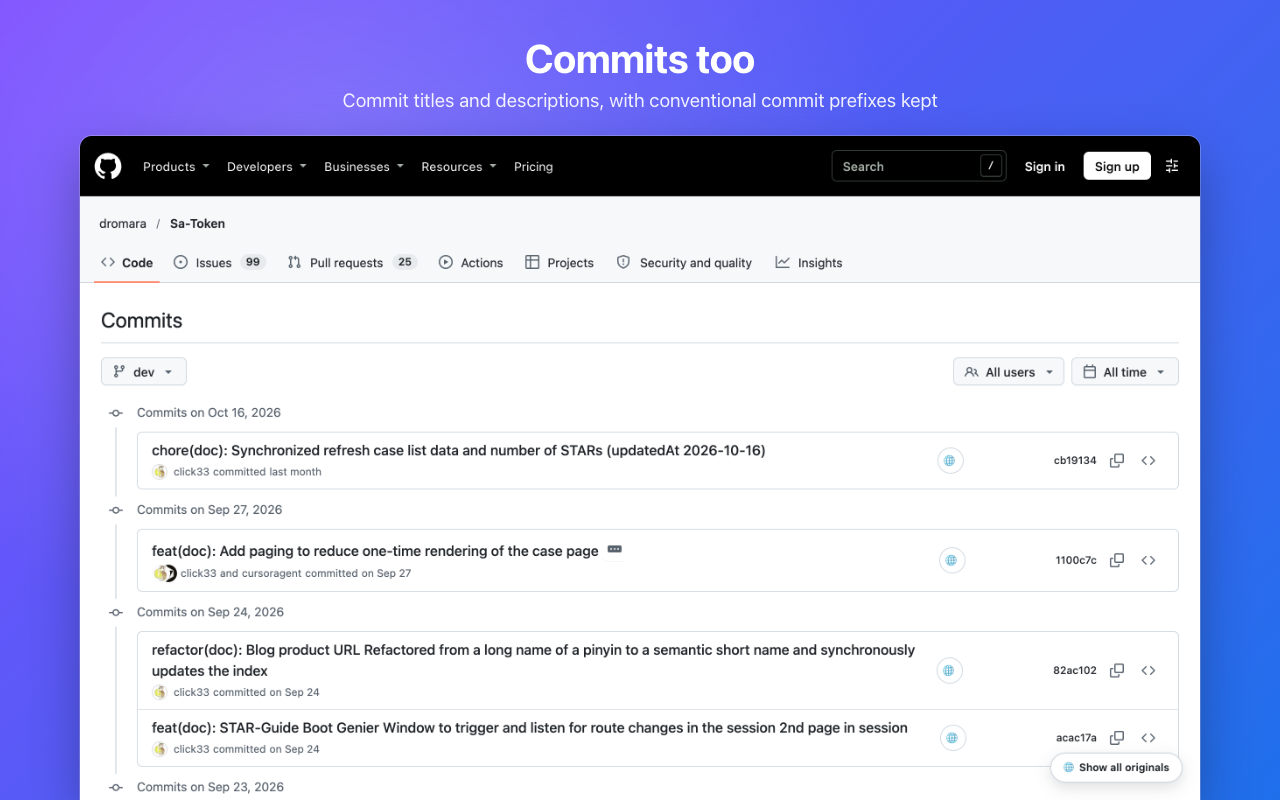 Commits too
Commit titles and descriptions, with conventional commit prefixes kept
Products Developers Businesses Resources Pricing Search / Sign in Sign up
dromara / Sa-Token
Code Issues 99 Pull requests 25 Actions Projects Security and quality Insights
Commits
dev All users All time
Commits on Oct 16, 2026
chore(doc): Synchronized refresh case list data and number of STARs (updatedAt 2026-10-16)
click33 committed last month
cb19134
Commits on Sep 27, 2026
feat(doc): Add paging to reduce one-time rendering of the case page
click33 and cursoragent committed on Sep 27
1100c7c
Commits on Sep 24, 2026
refactor(doc): Blog product URL Refactored from a long name of a pinyin to a semantic short name and synchronously
updates the index
click33 committed on Sep 24
82ac102
feat(doc): STAR-Guide Boot Genier Window to trigger and listen for route changes in the session 2nd page in session
click33 committed on Sep 24
acac17a
Show all originals
Commits on Sep 23, 2026